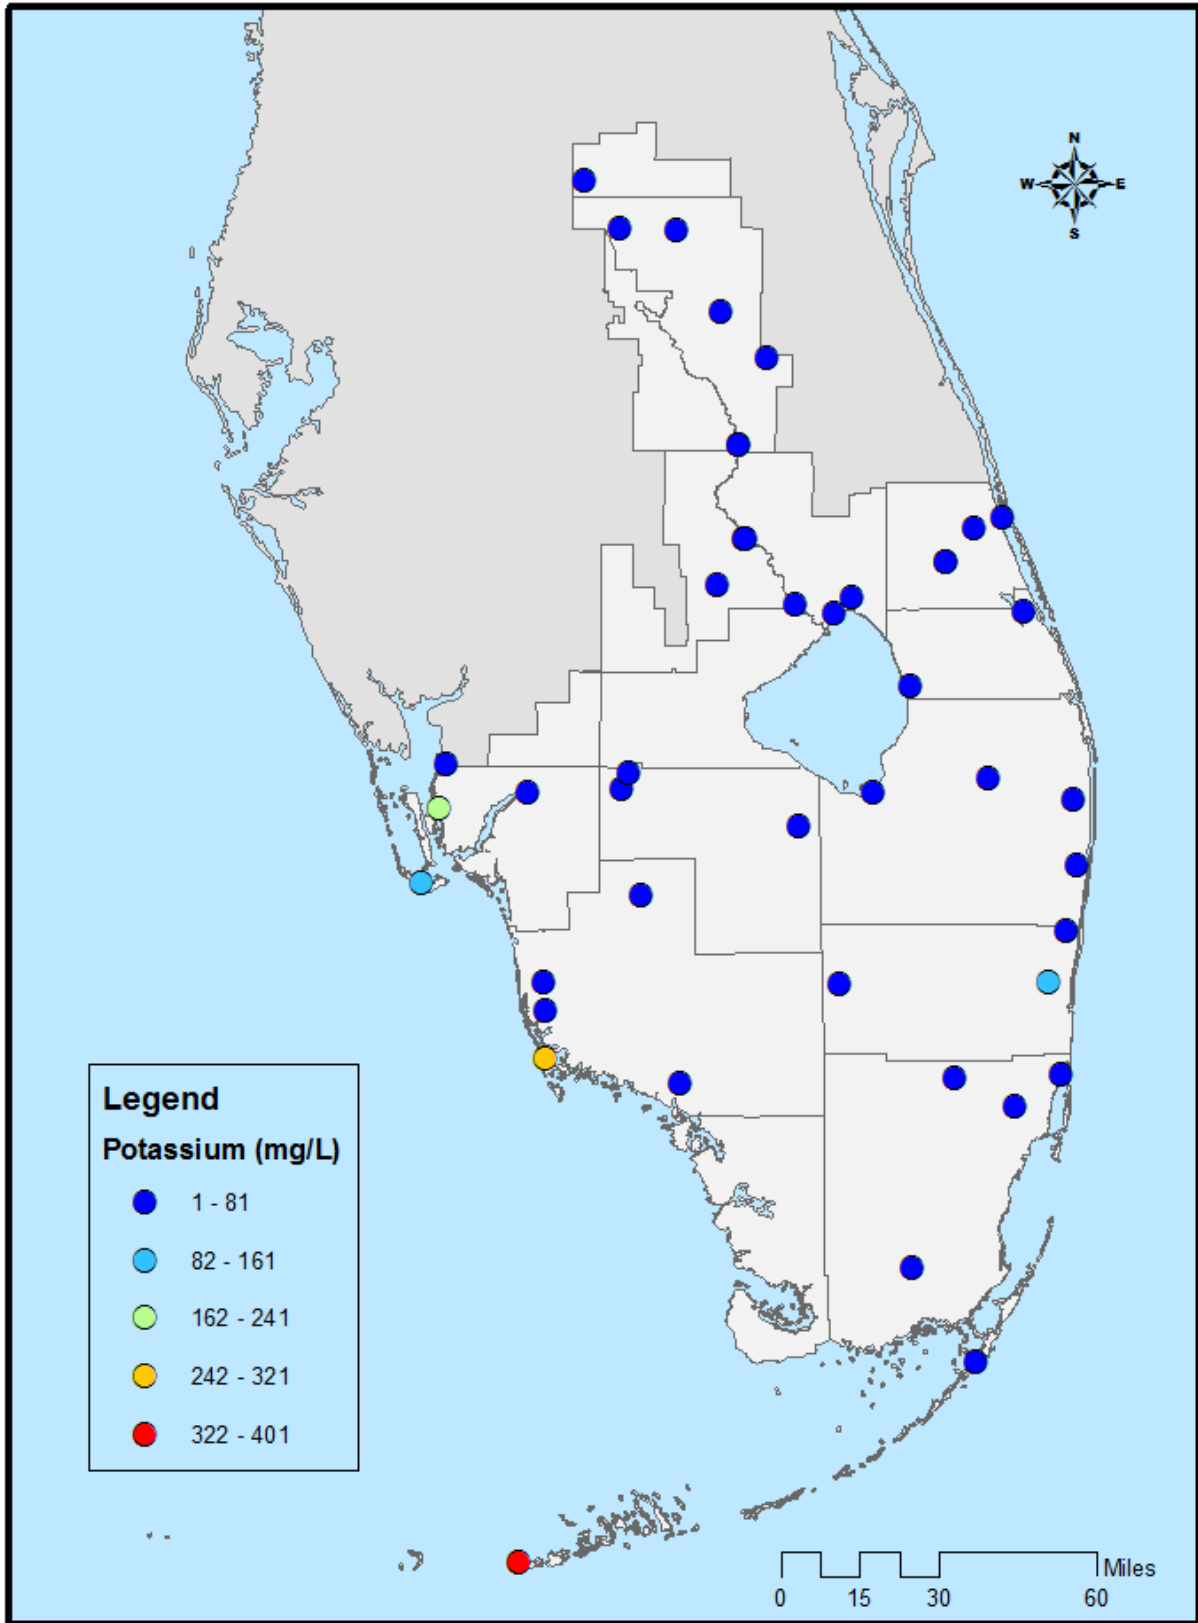 N
W E
S
Legend
Potassium (mg/L)
1 - 81
82 - 161
162 - 241
242 - 321
322 - 401
Miles
0 15 30 60